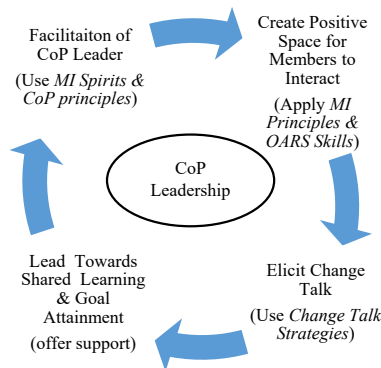 Facilitaiton of
CoP Leader
(Use MI Spirits &
CoP principles)
Create Positive
Space for
Members to
Interact
(Apply MI
Principles &
OARS Skills)
CoP
Leadership
Elicit Change
Talk
(Use Change Talk
Strategies)
Lead Towards
Shared Learning
& Goal
Attainment
(offer support)